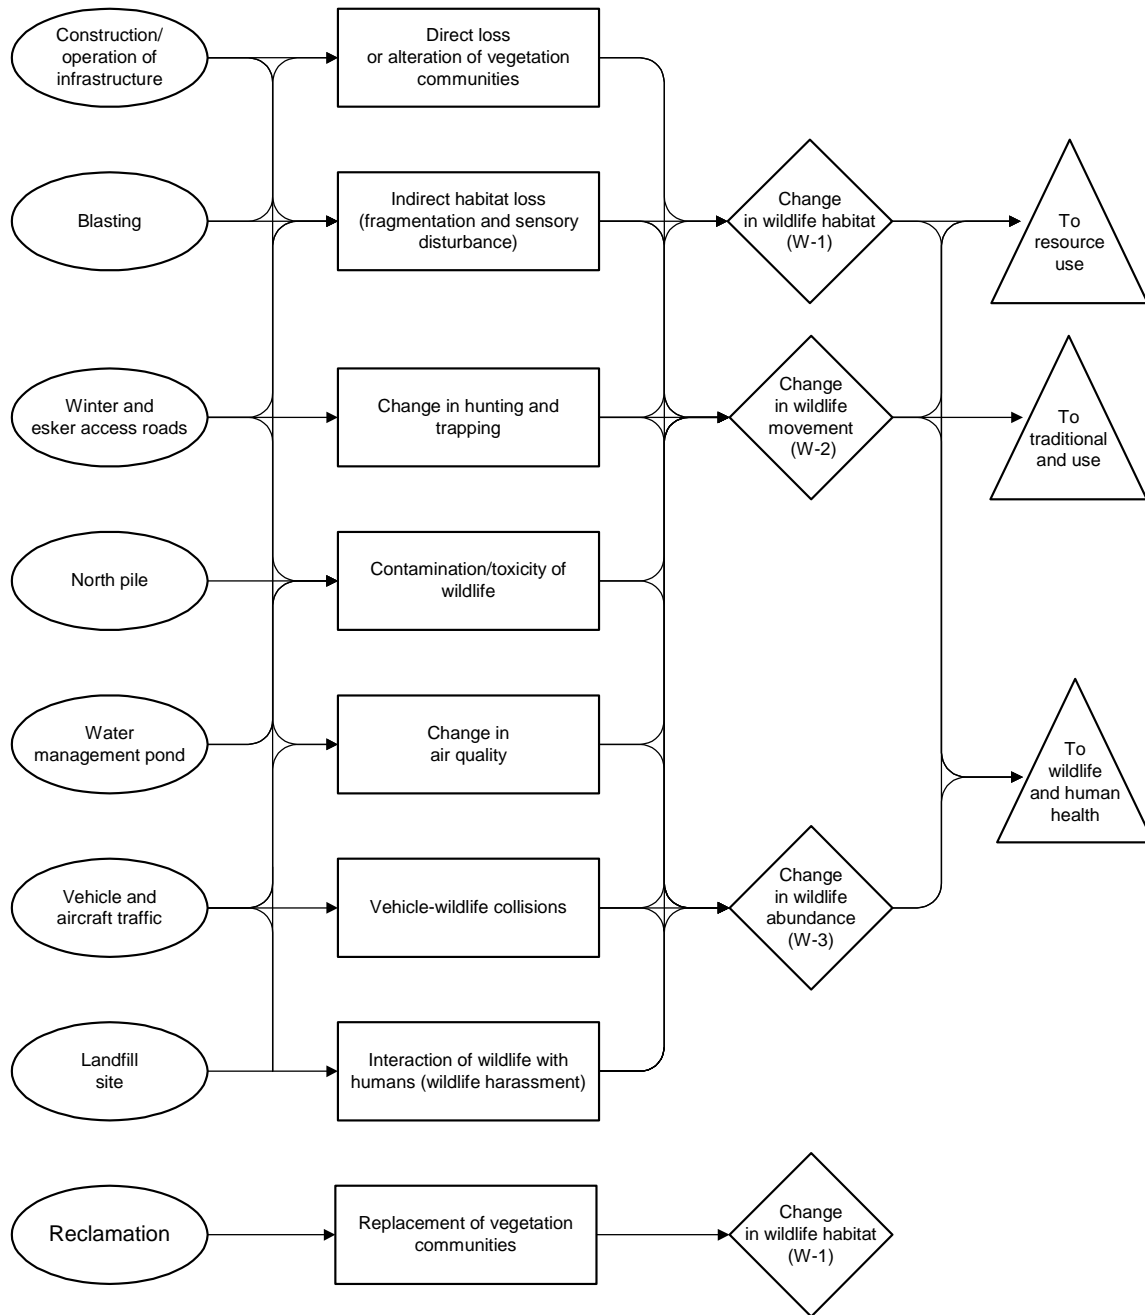 Construction/
operation of
infrastructure
Direct loss
or alteration of vegetation
communities
Blasting
Indirect habitat loss
(fragmentation and sensory
disturbance)
Change
in wildlife habitat
(W-1)
To
resource
use
Winter and
esker access roads
Change in hunting and
trapping
Change
in wildlife
movement
(W-2)
To
traditional
and use
North pile
Contamination/toxicity of
wildlife
Water
management pond
Change in
air quality
To
wildlife
and human
health
Vehicle and
aircraft traffic
Vehicle-wildlife collisions
Change
in wildlife
abundance
(W-3)
Landfill
site
Interaction of wildlife with
humans (wildlife harassment)
Reclamation
Replacement of vegetation
communities
Change
in wildlife habitat
(W-1)